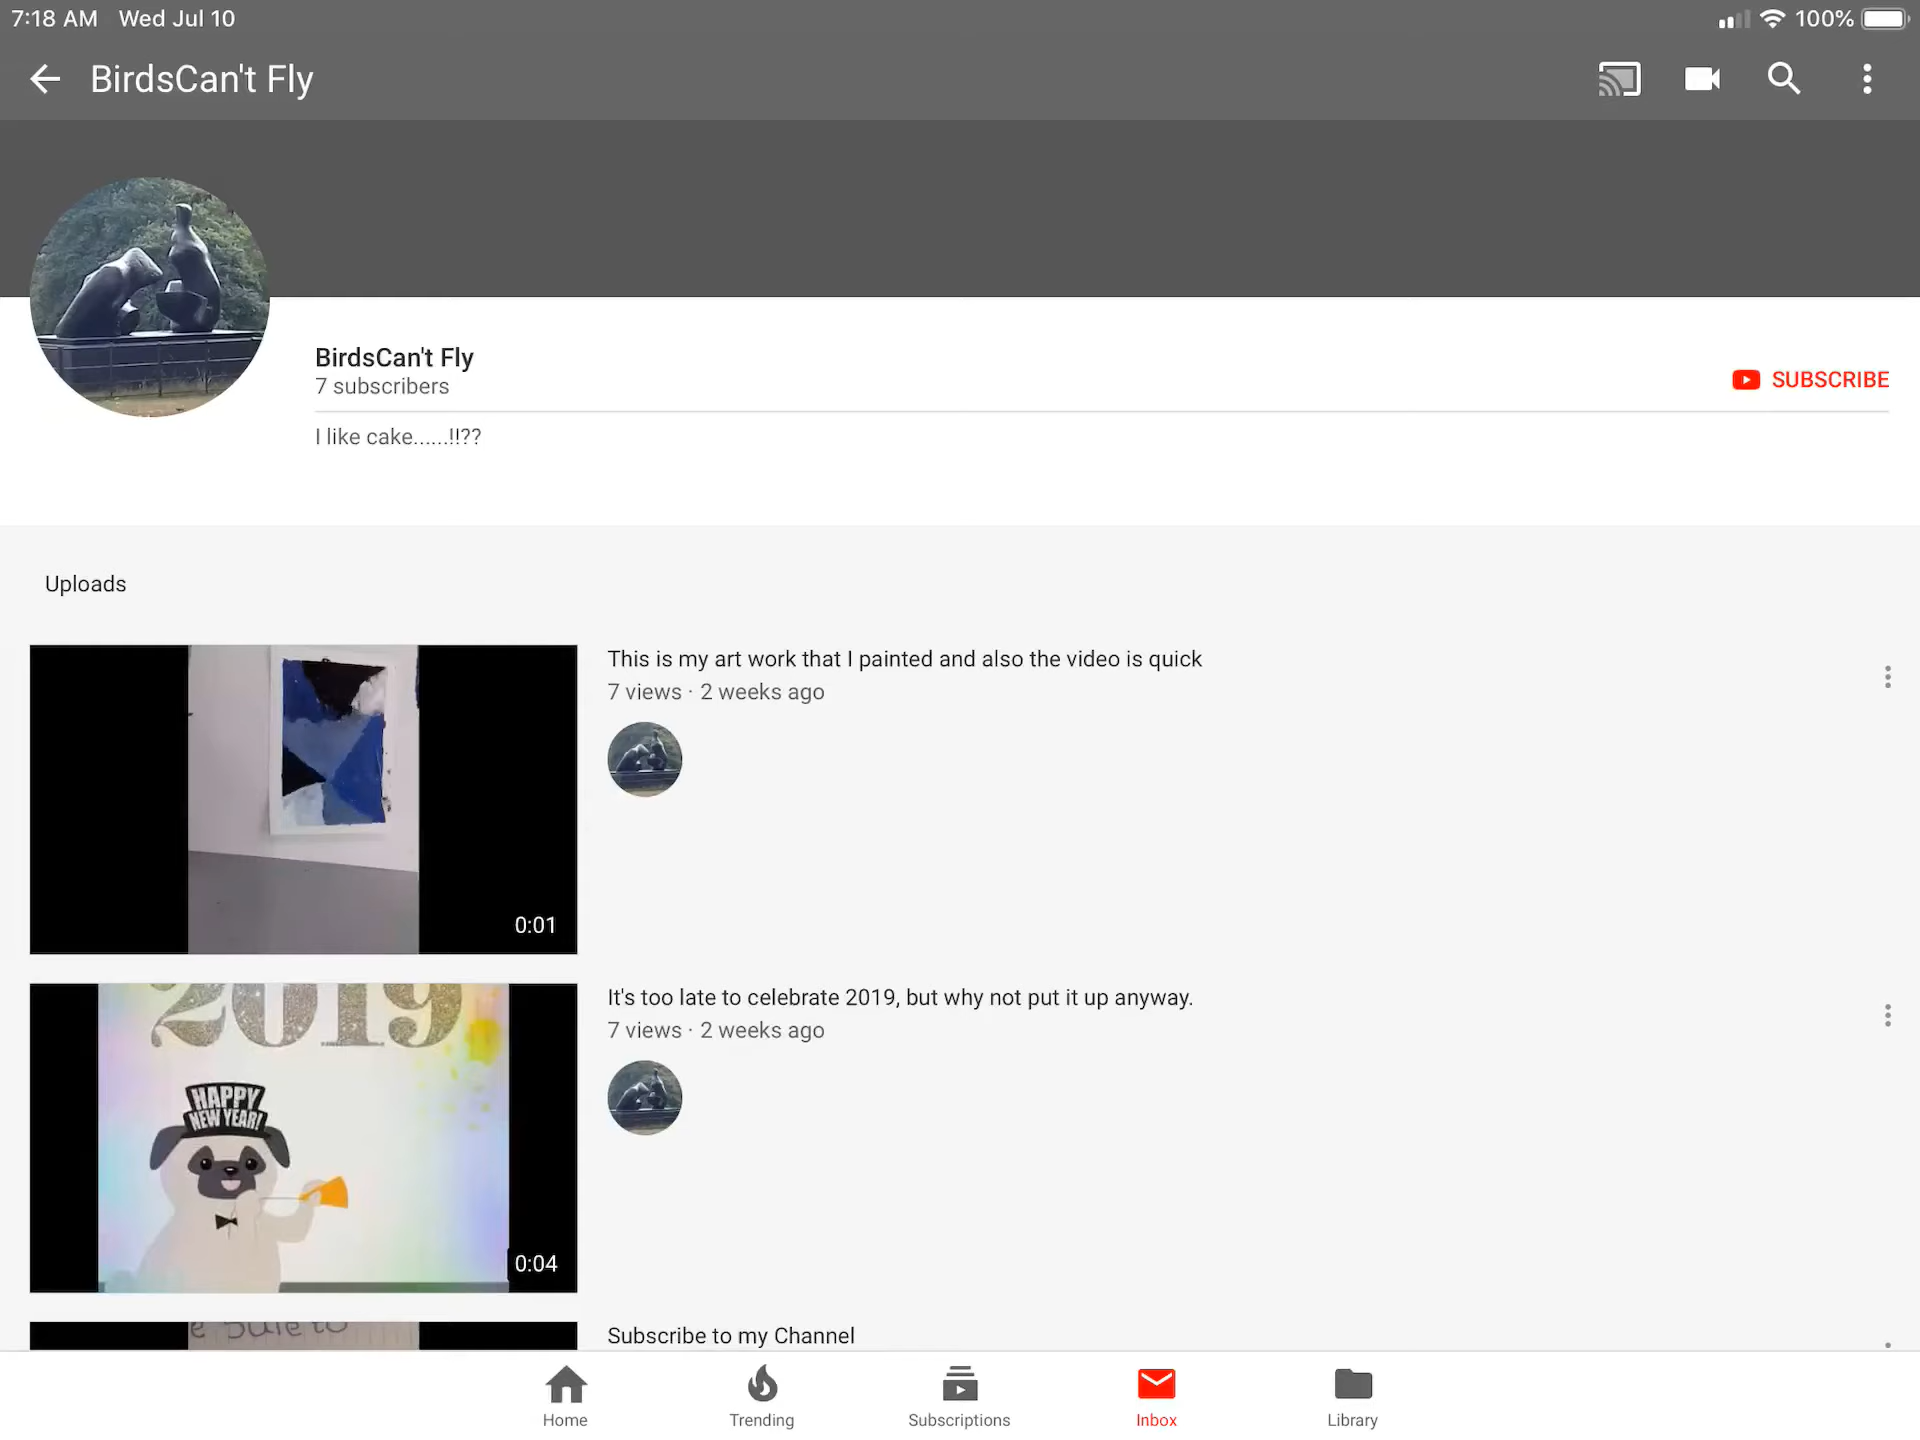 7:18 AM Wed Jul 10
100%
BirdsCan't Fly
BirdsCan't Fly
7 subscribers
SUBSCRIBE
I like cake......!!??
Uploads
This is my art work that I painted and also the video is quick
7 views · 2 weeks ago
0:01
2019
HAPPY
NEW YEAR!
It's too late to celebrate 2019, but why not put it up anyway.
7 views · 2 weeks ago
0:04
Subscribe to my Channel
Home
Trending
Subscriptions
Inbox
Library